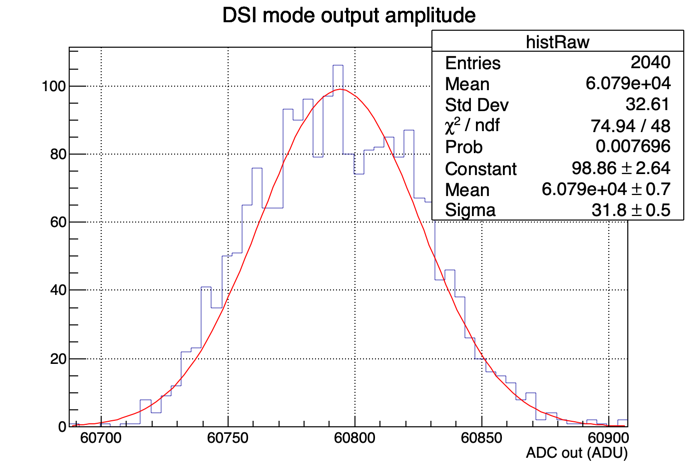 DSI mode output amplitude
histRaw
Entries 2040
Mean 6.079e+04
Std Dev 32.61
χ² / ndf 74.94 / 48
Prob 0.007696
Constant 98.86 ± 2.64
Mean 6.079e+04 ± 0.7
Sigma 31.8 ± 0.5
100
80
60
40
20
0
60700 60750 60800 60850 60900
ADC out (ADU)